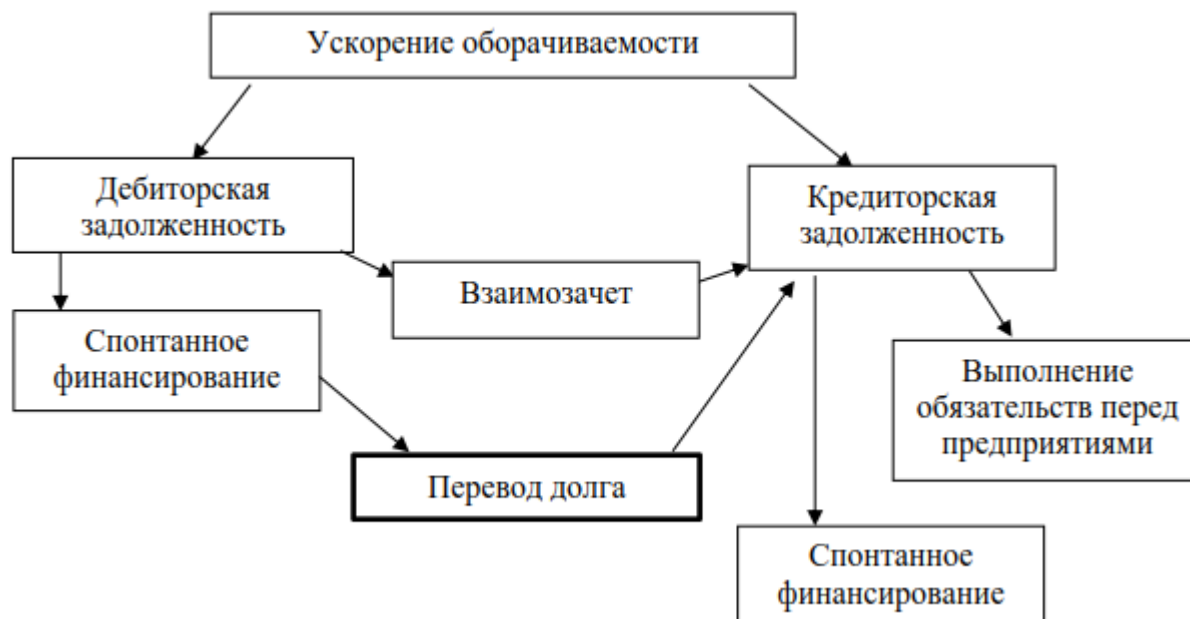 Ускорение оборачиваемости
Дебиторская
задолженность
Кредиторская
задолженность
Взаимозачет
Спонтанное
финансирование
Выполнение
обязательств перед
предприятиями
Перевод долга
Спонтанное
финансирование